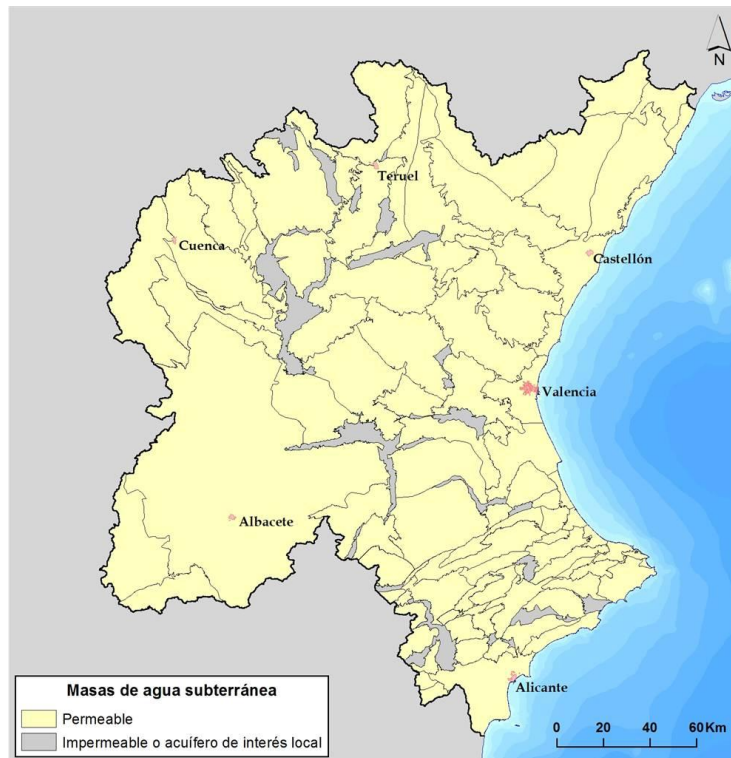 N
Teruel
Cuenca
Castellón
Valencia
Albacete
Alicante
Masas de agua subterránea
Permeable
Impermeable o acuífero de interés local
0 20 40 60 Km